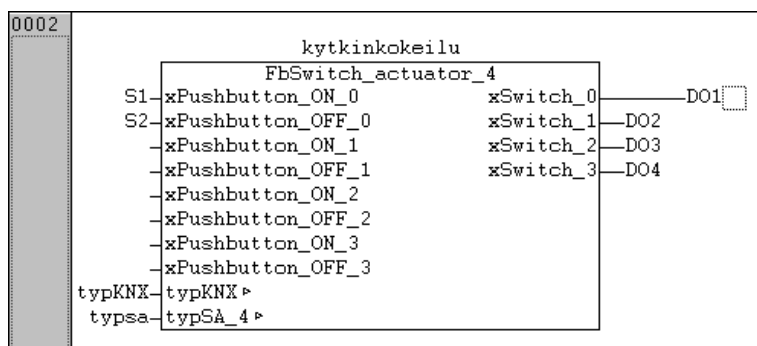 0002
kytkinkokeilu
FbSwitch_actuator_4
S1 xPushbutton_ON_0 xSwitch_0 DO1
S2 xPushbutton_OFF_0 xSwitch_1 DO2
xPushbutton_ON_1 xSwitch_2 DO3
xPushbutton_OFF_1 xSwitch_3 DO4
xPushbutton_ON_2
xPushbutton_OFF_2
xPushbutton_ON_3
xPushbutton_OFF_3
typKNX typKNX ▹
typsa typSA_4 ▹